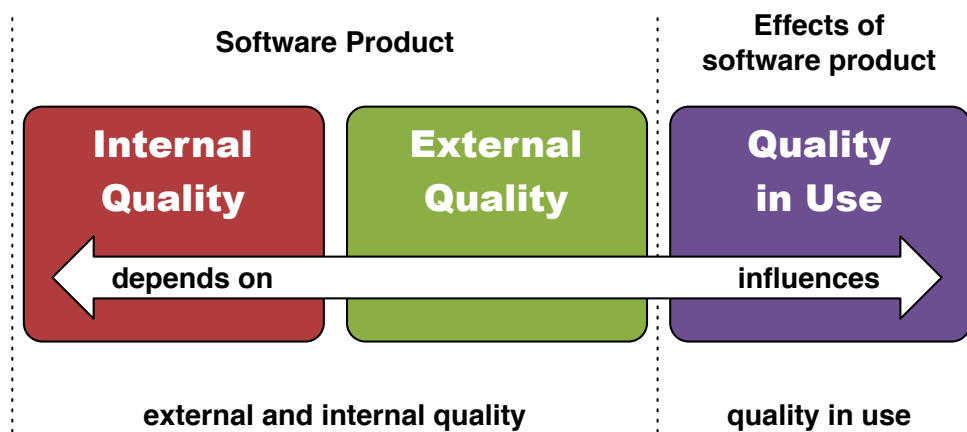 Software Product
Effects of
software product
Internal
Quality
External
Quality
Quality
in Use
depends on
influences
external and internal quality
quality in use